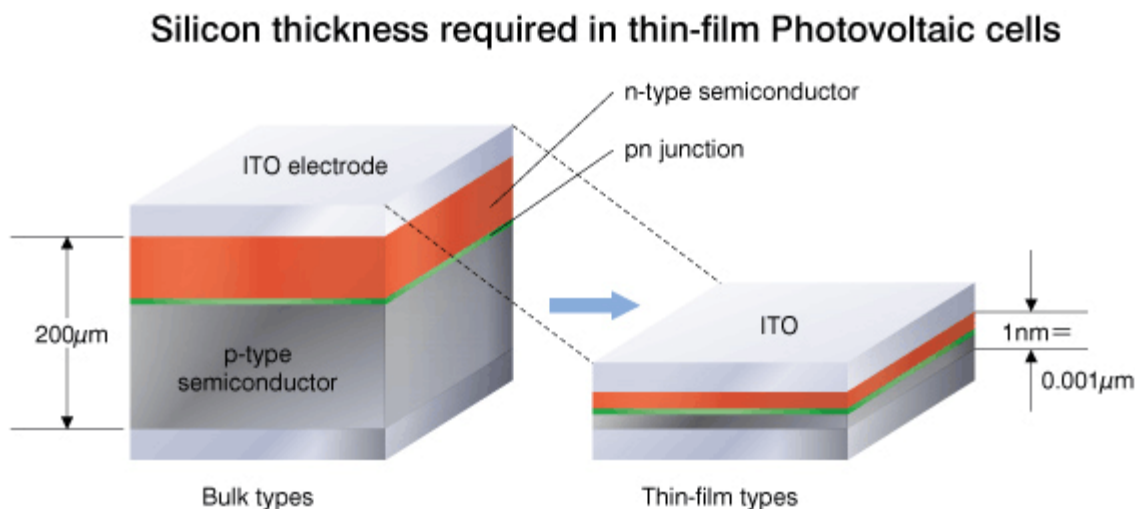 Silicon thickness required in thin-film Photovoltaic cells
n-type semiconductor
pn junction
ITO electrode
200μm
p-type
semiconductor
ITO
1nm=
0.001μm
Bulk types
Thin-film types